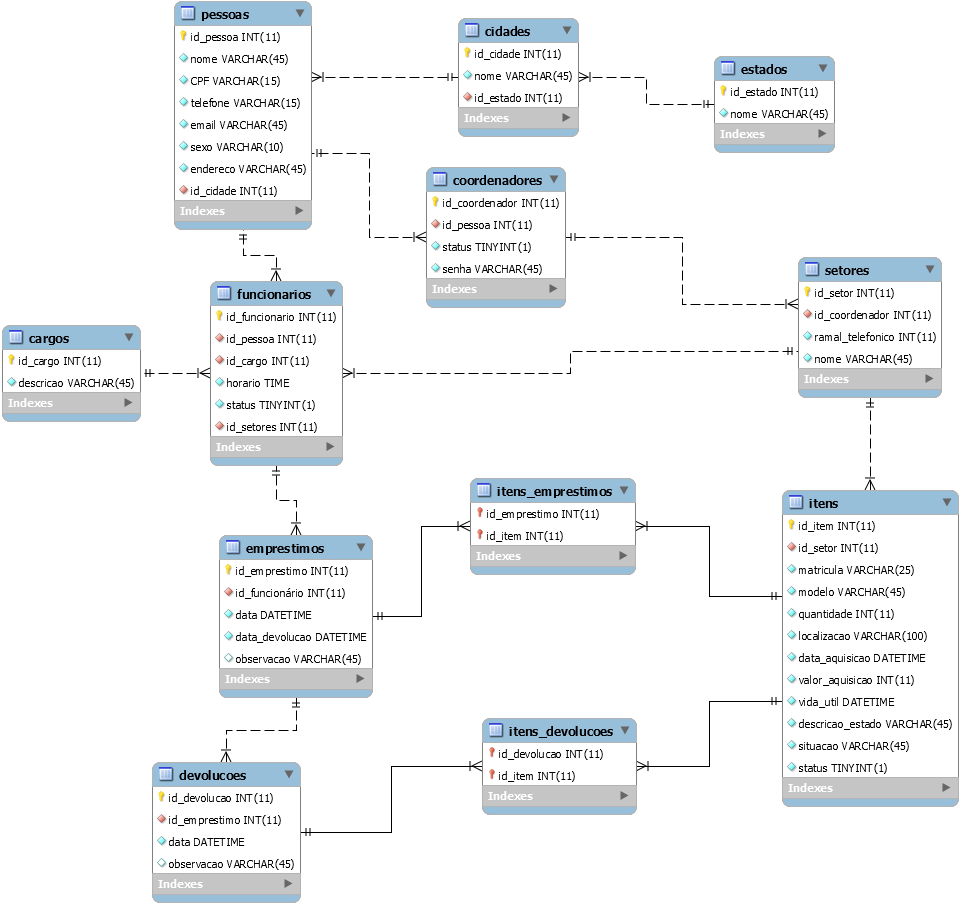 pessoas
id_pessoa INT(11)
nome VARCHAR(45)
CPF VARCHAR(15)
telefone VARCHAR(15)
email VARCHAR(45)
sexo VARCHAR(10)
endereco VARCHAR(45)
id_cidade INT(11)
Indexes
cidades
id_cidade INT(11)
nome VARCHAR(45)
id_estado INT(11)
Indexes
estados
id_estado INT(11)
nome VARCHAR(45)
Indexes
coordenadores
id_coordenador INT(11)
id_pessoa INT(11)
status TINYINT(1)
senha VARCHAR(45)
Indexes
setores
id_setor INT(11)
id_coordenador INT(11)
ramal_telefonico INT(11)
nome VARCHAR(45)
Indexes
funcionarios
id_funcionario INT(11)
id_pessoa INT(11)
id_cargo INT(11)
horario TIME
status TINYINT(1)
id_setores INT(11)
Indexes
cargos
id_cargo INT(11)
descricao VARCHAR(45)
Indexes
itens_emprestimos
id_emprestimo INT(11)
id_item INT(11)
Indexes
itens
id_item INT(11)
id_setor INT(11)
matricula VARCHAR(25)
modelo VARCHAR(45)
quantidade INT(11)
localizacao VARCHAR(100)
data_aquisicao DATETIME
valor_aquisicao INT(11)
vida_util DATETIME
descricao_estado VARCHAR(45)
situacao VARCHAR(45)
status TINYINT(1)
Indexes
emprestimos
id_emprestimo INT(11)
id_funcionário INT(11)
data DATETIME
data_devolucao DATETIME
observacao VARCHAR(45)
Indexes
itens_devolucoes
id_devolucao INT(11)
id_item INT(11)
Indexes
devolucoes
id_devolucao INT(11)
id_emprestimo INT(11)
data DATETIME
observacao VARCHAR(45)
Indexes